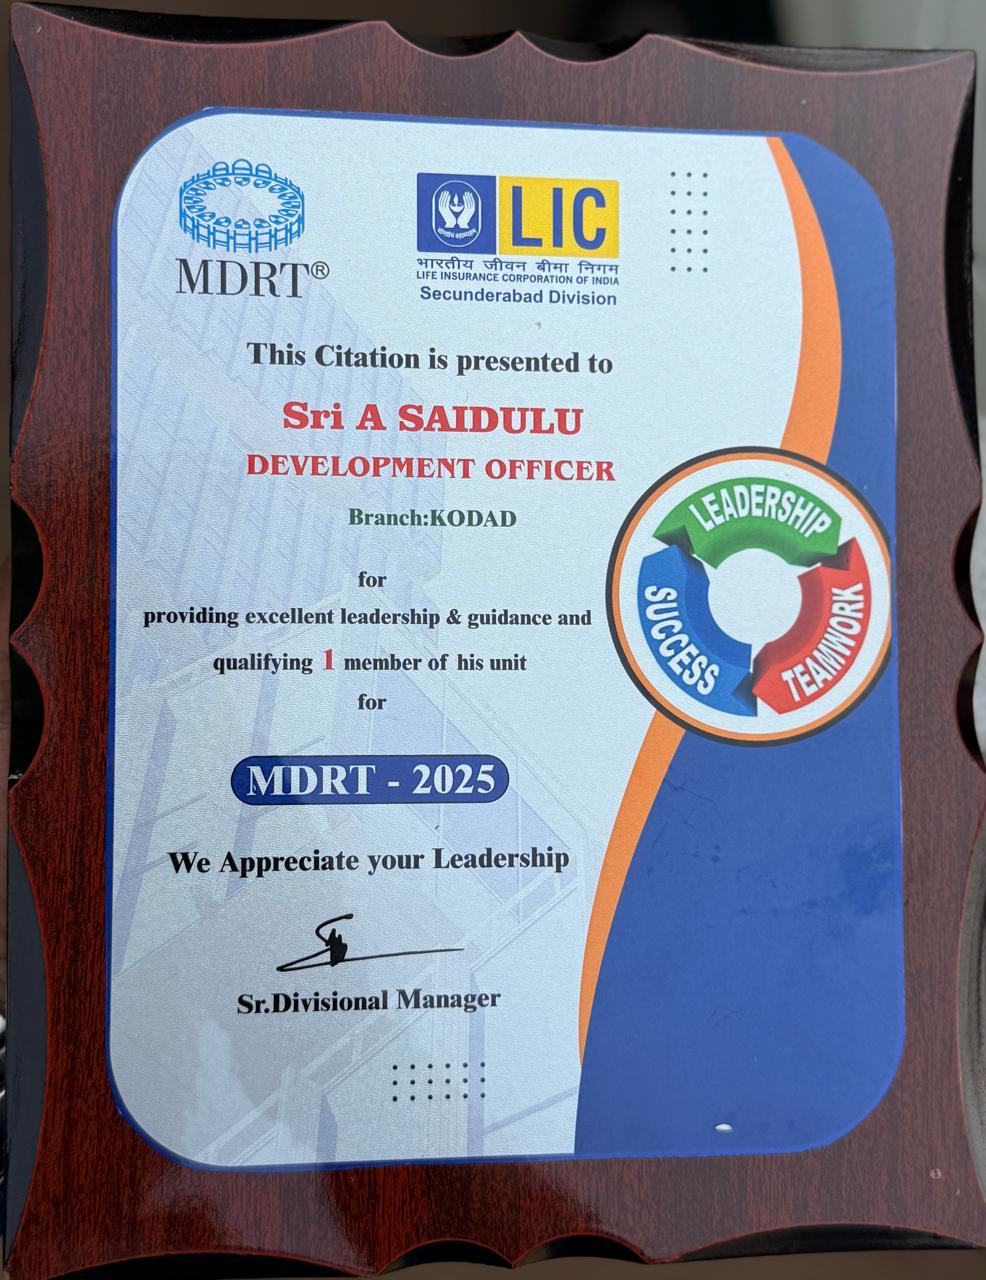 MDRT®
LIC
भारतीय जीवन बीमा निगम
LIFE INSURANCE CORPORATION OF INDIA
Secunderabad Division
This Citation is presented to
Sri A SAIDULU
DEVELOPMENT OFFICER
Branch:KODAD
for
providing excellent leadership & guidance and
qualifying 1 member of his unit
for
MDRT - 2025
We Appreciate your Leadership
Sr.Divisional Manager
LEADERSHIP
TEAMWORK
SUCCESS